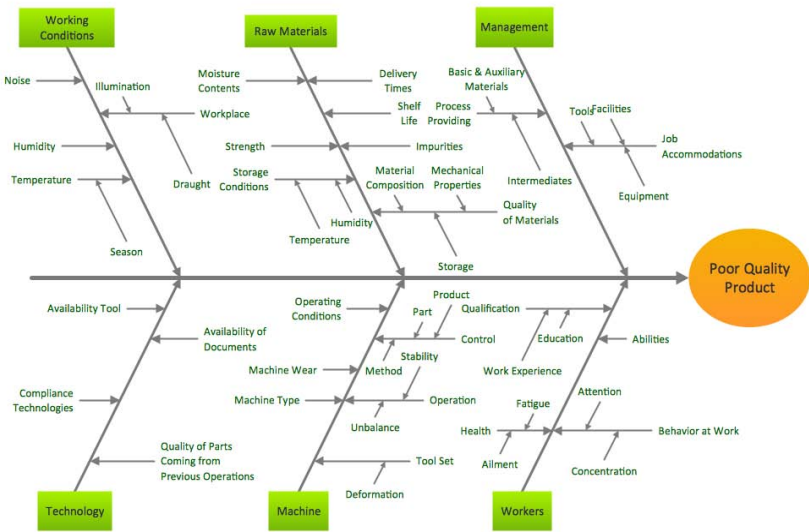 Working
Conditions
Raw Materials
Management
Noise
Illumination
Workplace
Humidity
Temperature
Draught
Season
Moisture
Contents
Delivery
Times
Shelf
Life
Strength
Impurities
Storage
Conditions
Material
Composition
Mechanical
Properties
Humidity
Temperature
Quality
of Materials
Storage
Basic & Auxiliary
Materials
Process
Providing
Intermediates
Tools
Facilities
Job
Accommodations
Equipment
Poor Quality
Product
Availability Tool
Availability of
Documents
Compliance
Technologies
Quality of Parts
Coming from
Previous Operations
Technology
Operating
Conditions
Part
Product
Control
Method
Stability
Machine Wear
Machine Type
Operation
Unbalance
Tool Set
Deformation
Machine
Qualification
Education
Work Experience
Abilities
Attention
Fatigue
Health
Ailment
Behavior at Work
Concentration
Workers